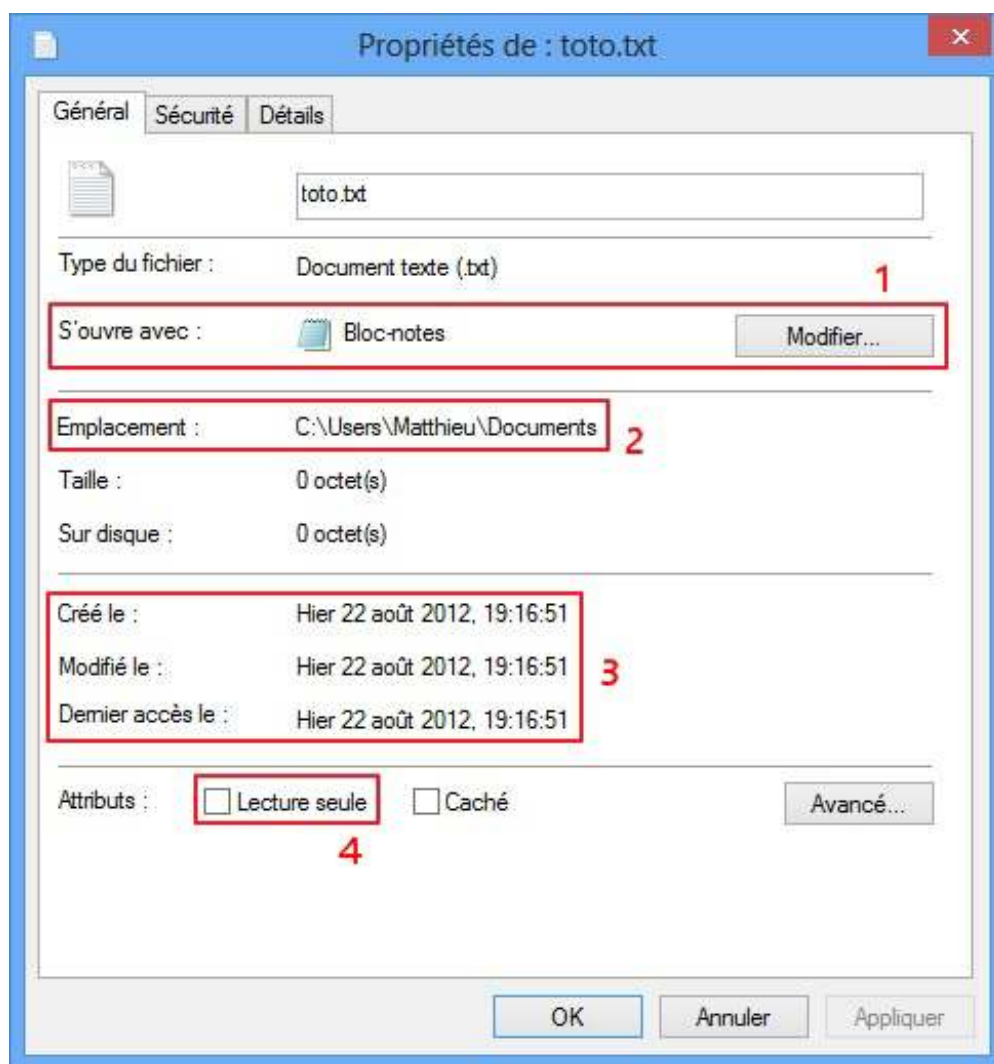 Propriétés de : toto.txt
Général Sécurité Détails
toto.txt
Type du fichier : Document texte (.txt)
1
S'ouvre avec : Bloc-notes Modifier...
Emplacement : C:\Users\Matthieu\Documents
2
Taille : 0 octet(s)
Sur disque : 0 octet(s)
Créé le : Hier 22 août 2012, 19:16:51
Modifié le : Hier 22 août 2012, 19:16:51
3
Dernier accès le : Hier 22 août 2012, 19:16:51
Attributs : Lecture seule Caché Avancé...
4
OK Annuler Appliquer